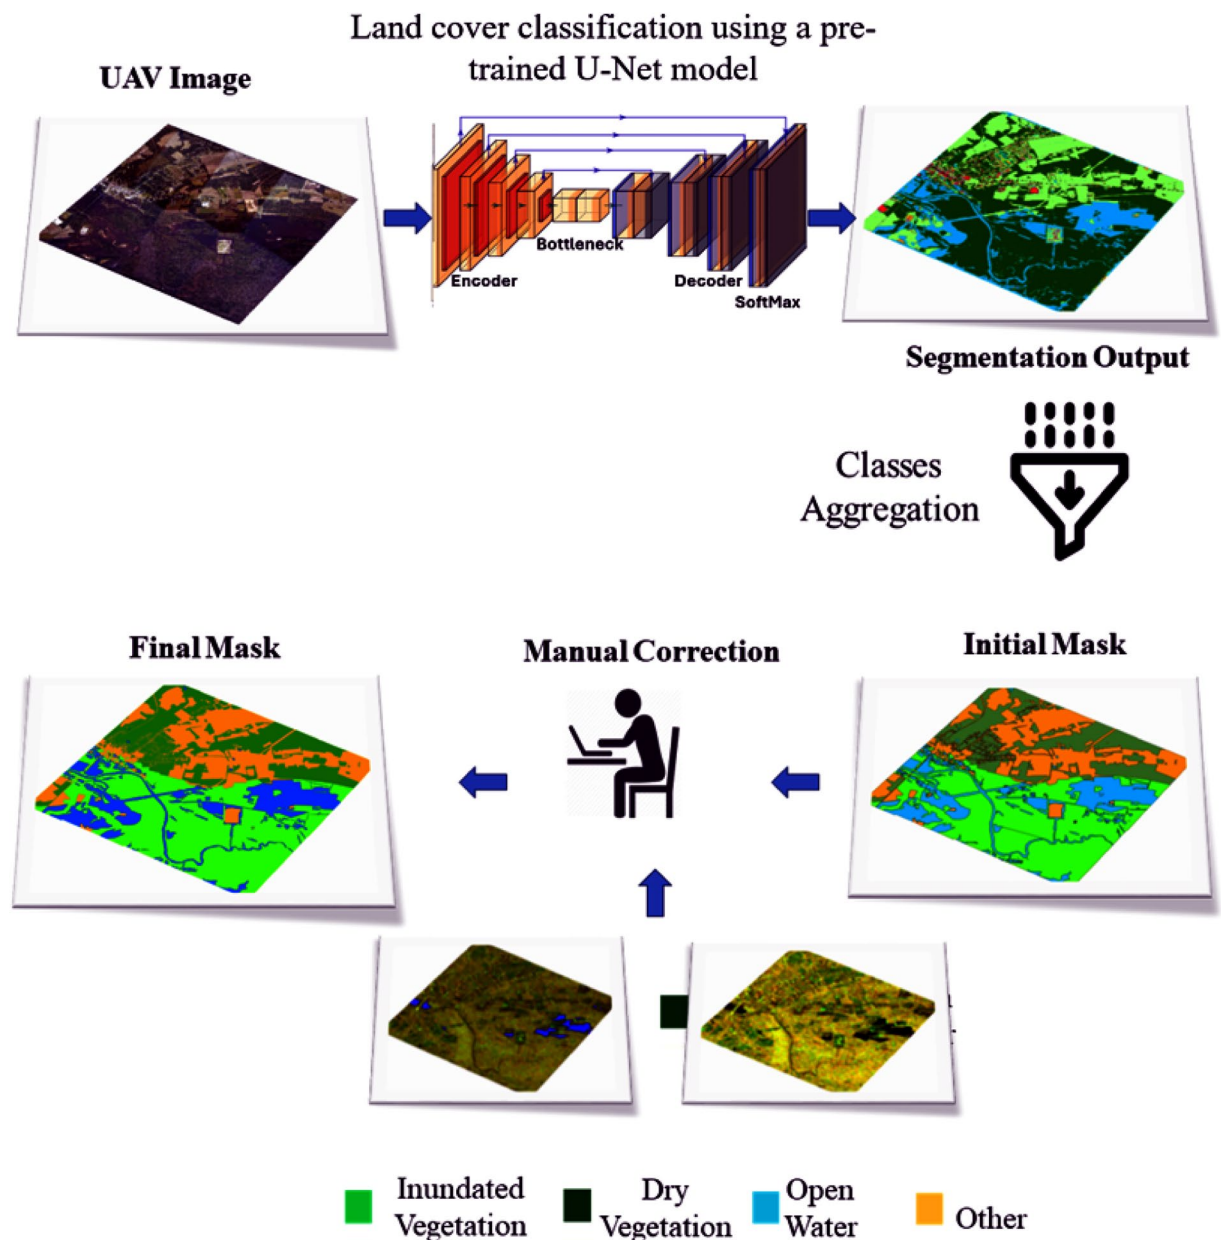 Land cover classification using a pre-
trained U-Net model
UAV Image
Bottleneck
Encoder
Decoder
SoftMax
Segmentation Output
Classes
Aggregation
Final Mask
Manual Correction
Initial Mask
Inundated
Vegetation
Dry
Vegetation
Open
Water
Other